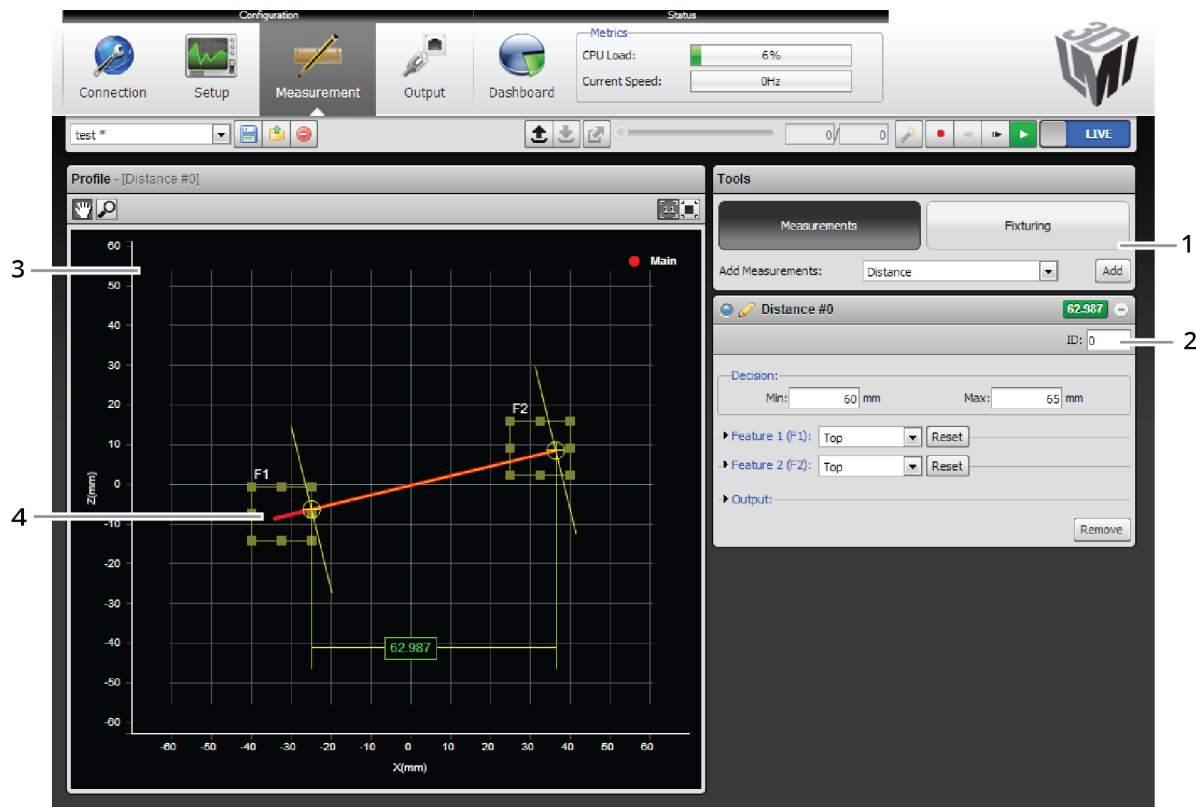 Configuration
Status
Connection
Setup
Measurement
Output
Dashboard
Metrics
CPU Load:
6%
Current Speed:
0Hz
3D
LMI
test *
0/
0
LIVE
Profile - [Distance #0]
1:1
Tools
Measurements
Fixturing
1
Add Measurements:
Distance
Add
Distance #0
62.987
ID: 0
2
Decision:
Min: 60 mm
Max: 65 mm
Feature 1 (F1):
Top
Reset
Feature 2 (F2):
Top
Reset
Output:
Remove
3
4
Main
F1
F2
62.987
Z(mm)
60
50
40
30
20
10
0
-10
-20
-30
-40
-50
-60
-60
-50
-40
-30
-20
-10
0
10
20
30
40
50
60
X(mm)